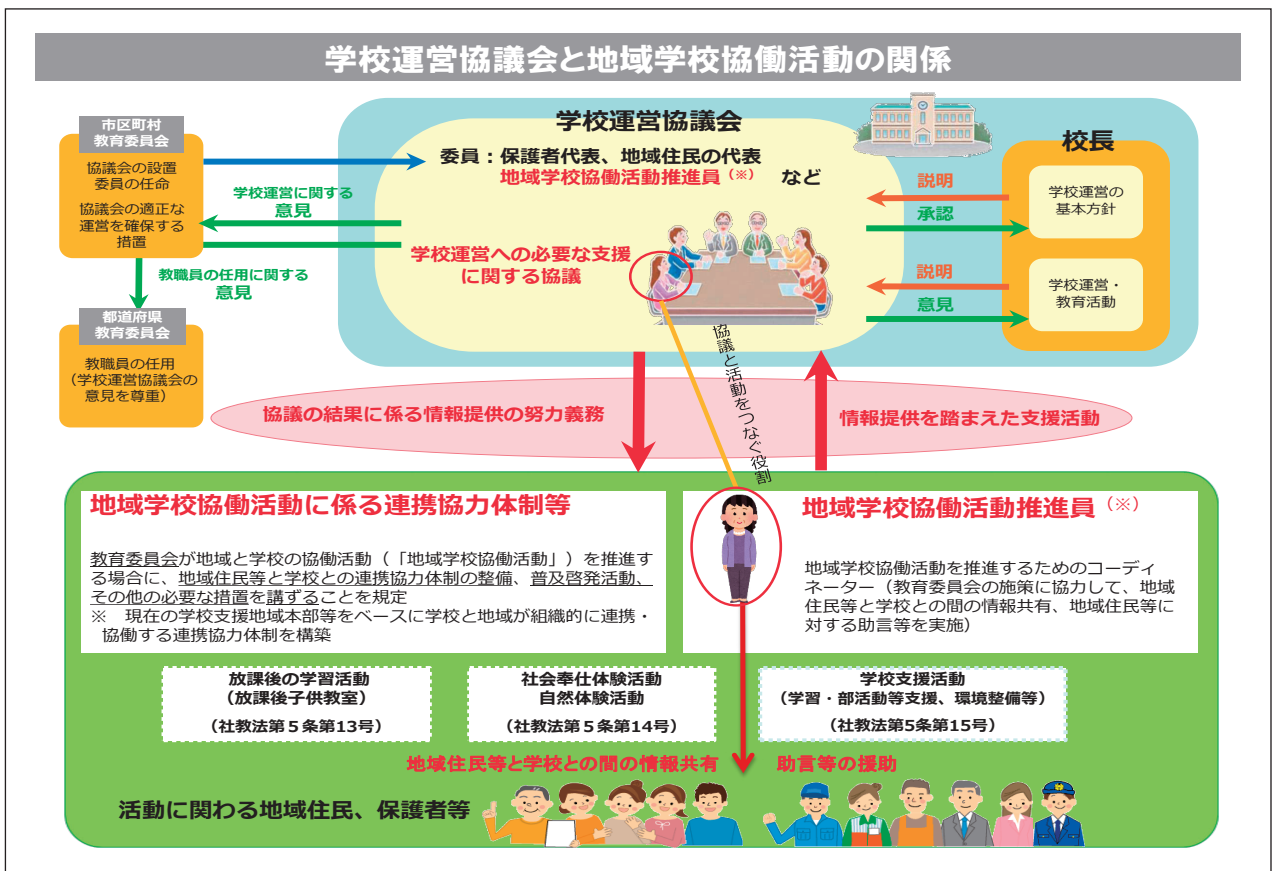 学校運営協議会と地域学校協働活動の関係
市区町村
教育委員会
協議会の設置
委員の任命
協議会の適正な
運営を確保する
措置
学校運営に関する
意見
教職員の任用に関する
意見
都道府県
教育委員会
教職員の任用
(学校運営協議会の
意見を尊重)
学校運営協議会
委員:保護者代表、地域住民の代表
地域学校協働活動推進員(※) など
学校運営への必要な支援
に関する協議
校長
説明
承認
学校運営の
基本方針
説明
意見
学校運営・
教育活動
協議と活動をつなぐ役割
協議の結果に係る情報提供の努力義務
情報提供を踏まえた支援活動
地域学校協働活動に係る連携協力体制等
教育委員会が地域と学校の協働活動(「地域学校協働活動」)を推進す
る場合に、地域住民等と学校との連携協力体制の整備、普及啓発活動、
その他の必要な措置を講ずることを規定
※ 現在の学校支援地域本部等をベースに学校と地域が組織的に連携・
協働する連携協力体制を構築
地域学校協働活動推進員(※)
地域学校協働活動を推進するためのコーディ
ネーター(教育委員会の施策に協力して、地域
住民等と学校との間の情報共有、地域住民等に
対する助言等を実施)
放課後の学習活動
(放課後子供教室)
(社教法第5条第13号)
社会奉仕体験活動
自然体験活動
(社教法第5条第14号)
学校支援活動
(学習・部活動等支援、環境整備等)
(社教法第5条第15号)
地域住民等と学校との間の情報共有 助言等の援助
活動に関わる地域住民、保護者等